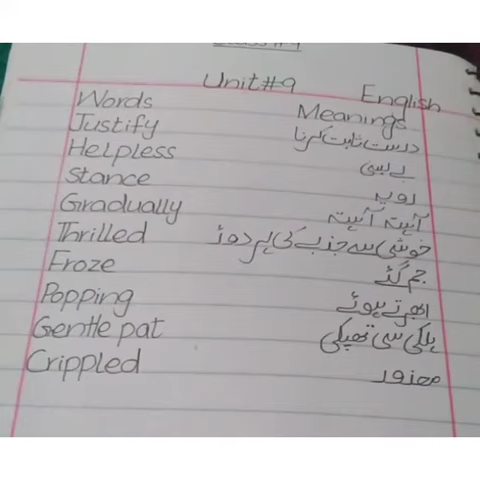 Unit#9 English
Words Meanings
Justify درست ثابت کرنا
Helpless بے بسی
Stance رویہ
Gradually آہستہ آہستہ
Thrilled خوشی سے جذبے کی لہر دوڑ
Froze جم گئے
Popping ابھرتے ہوئے
Gentle pat ہلکی سی تھپکی
Crippled معذور